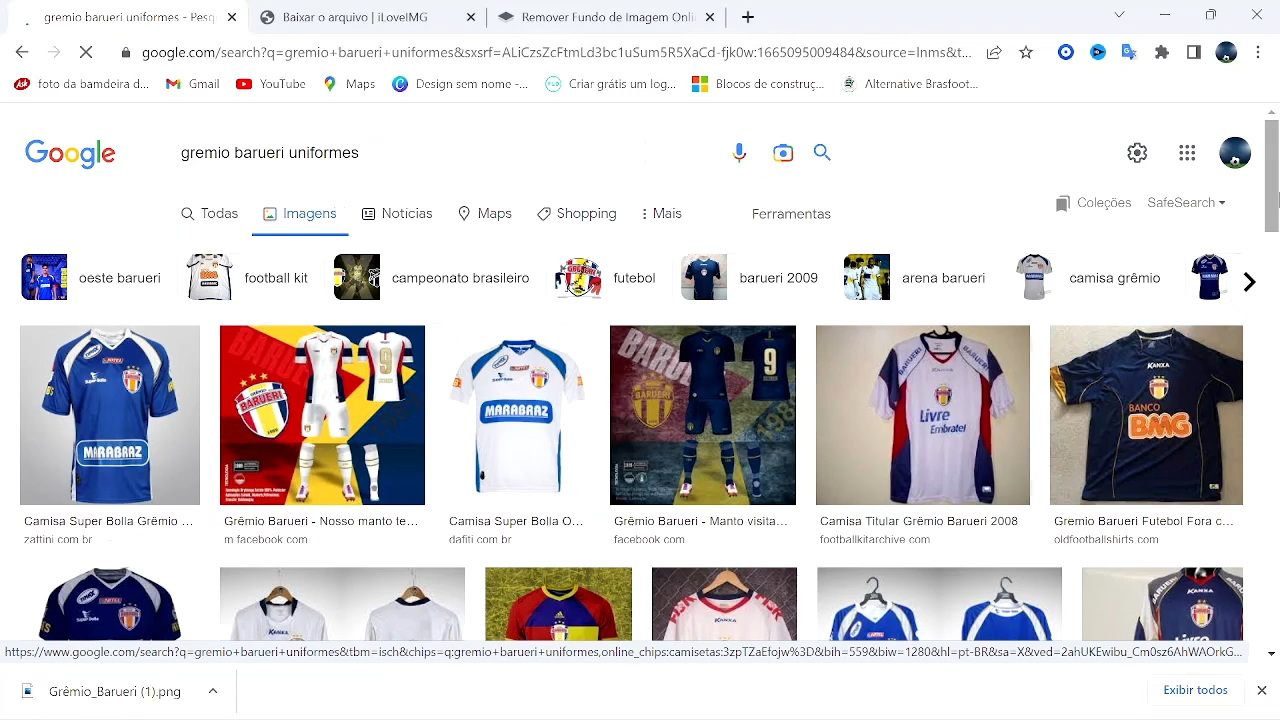 gremio barueri uniformes - Pesq
Baixar o arquivo | iLoveIMG
Remover Fundo de Imagem Onli
google.com/search?q=gremio+barueri+uniformes&sxsrf=ALiCzsZcFtmLd3bc1uSum5R5XaCd-fjk0w:1665095009484&source=lnms&t...
foto da bamdeira d...
Gmail
YouTube
Maps
Design sem nome -...
Criar grátis um log...
Blocos de construç...
Alternative Brasfoot...
Google
gremio barueri uniformes
Todas
Imagens
Notícias
Maps
Shopping
Mais
Ferramentas
Coleções
SafeSearch
oeste barueri
football kit
campeonato brasileiro
futebol
barueri 2009
arena barueri
camisa grêmio
MARABRAZ
BARUERI
9
MARABRAZ
9
Livre
Embratel
KANXA
BANCO
BMG
Camisa Super Bolla Grêmio ...
zattini.com.br
Grêmio Barueri - Nosso manto te...
m.facebook.com
Camisa Super Bolla O...
dafiti.com.br
Grêmio Barueri - Manto visita...
facebook.com
Camisa Titular Grêmio Barueri 2008
footballkitarchive.com
Gremio Barueri Futebol Fora c...
oldfootballshirts.com
KANXA
KANXA
KANXA
Livre
https://www.google.com/search?q=gremio+barueri+uniformes&tbm=isch&chips=q:gremio+barueri+uniformes,online_chips:camisetas:3zpTZaEfojw%3D&bih=559&biw=1280&hl=pt-BR&sa=X&ved=2ahUKEwibu_Cm0sz6AhWAOrkG...
Grêmio_Barueri (1).png
Exibir todos